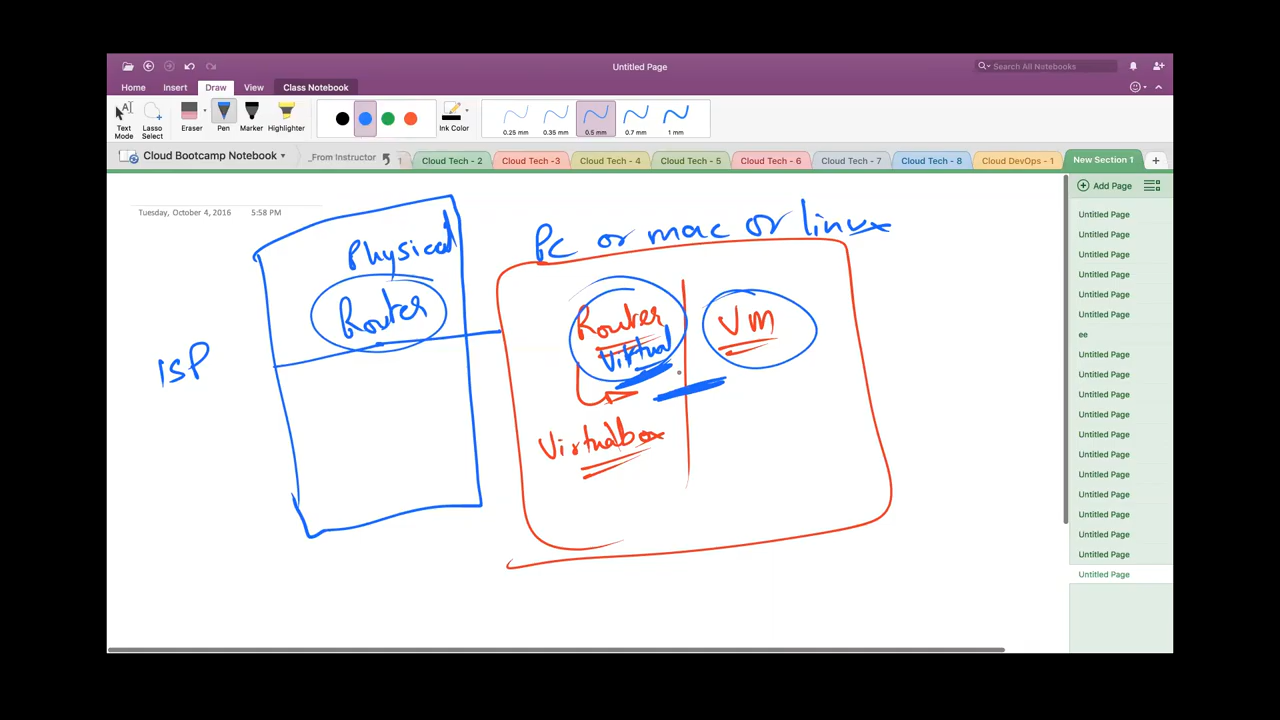 Untitled Page
Search All Notebooks
Home Insert Draw View Class Notebook
Text Mode
Lasso Select
Eraser
Pen
Marker
Highlighter
Ink Color
0.25 mm
0.35 mm
0.5 mm
0.7 mm
1 mm
Cloud Bootcamp Notebook
_From Instructor
1
Cloud Tech - 2
Cloud Tech -3
Cloud Tech - 4
Cloud Tech - 5
Cloud Tech - 6
Cloud Tech - 7
Cloud Tech - 8
Cloud DevOps - 1
New Section 1
Add Page
Tuesday, October 4, 2016 5:58 PM
Physical
Router
ISP
PC or mac or linux
Router
Virtual
Virtualbox
VM
Untitled Page
Untitled Page
Untitled Page
Untitled Page
Untitled Page
Untitled Page
ee
Untitled Page
Untitled Page
Untitled Page
Untitled Page
Untitled Page
Untitled Page
Untitled Page
Untitled Page
Untitled Page
Untitled Page
Untitled Page
Untitled Page